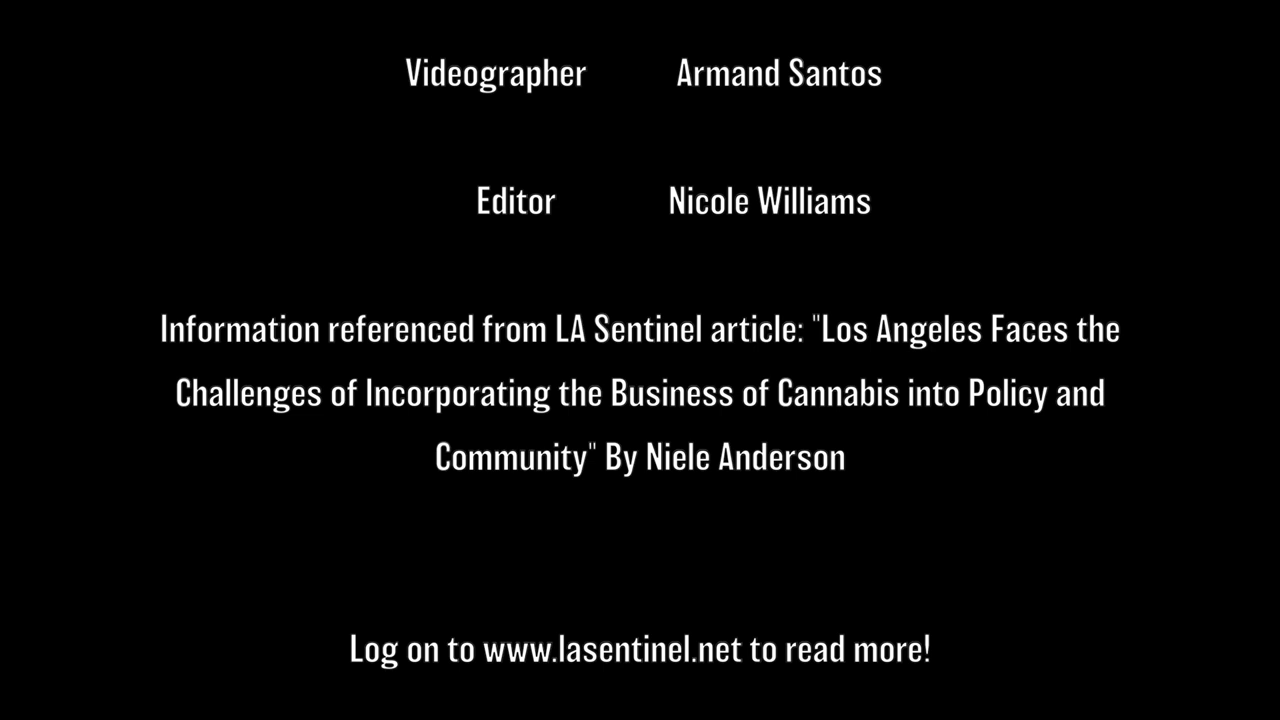 Videographer Armand Santos
Editor Nicole Williams
Information referenced from LA Sentinel article: "Los Angeles Faces the
Challenges of Incorporating the Business of Cannabis into Policy and
Community" By Niele Anderson
Log on to www.lasentinel.net to read more!